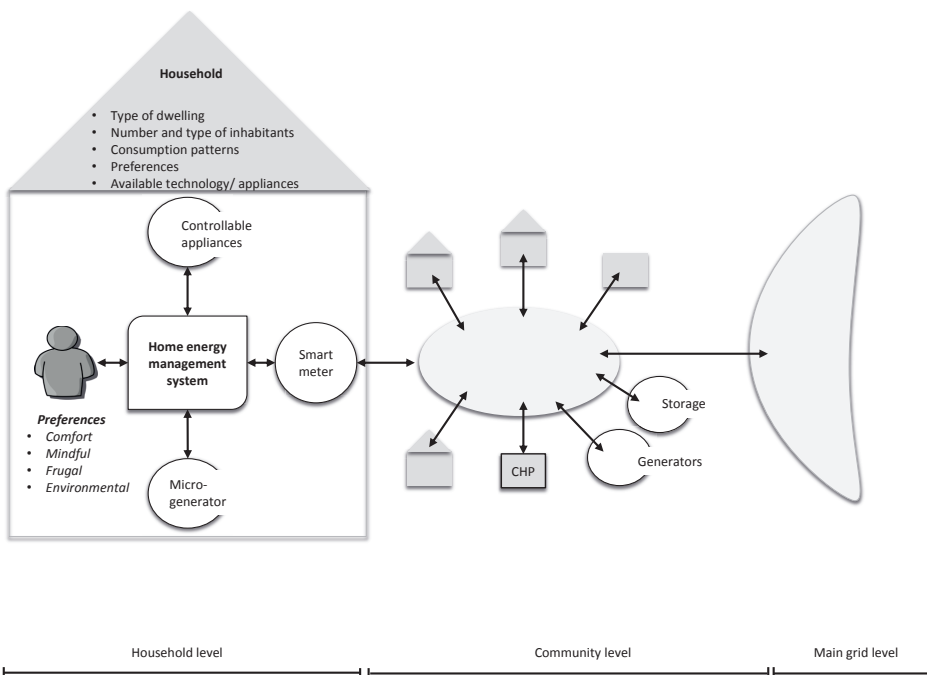 Household
• Type of dwelling
• Number and type of inhabitants
• Consumption patterns
• Preferences
• Available technology/ appliances
Controllable
appliances
Home energy
management
system
Smart
meter
Preferences
• Comfort
• Mindful
• Frugal
• Environmental
Micro-
generator
Storage
Generators
CHP
Household level
Community level
Main grid level